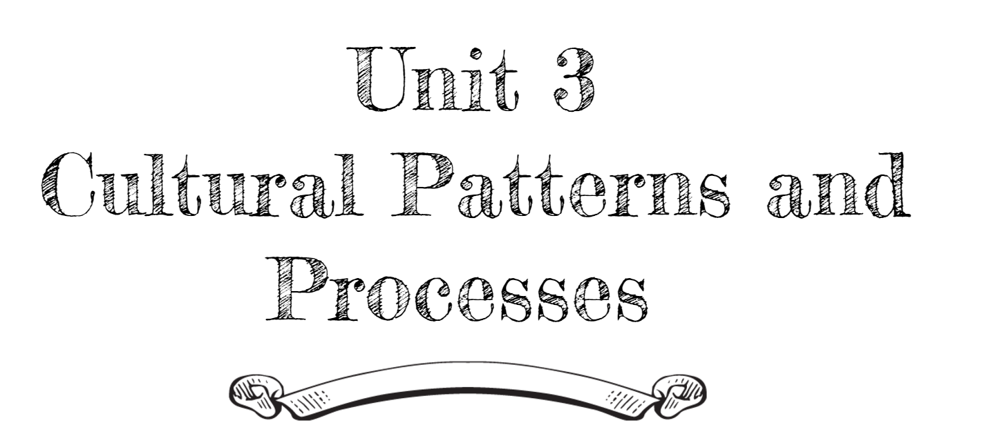 Unit 3
Cultural Patterns and
Processes